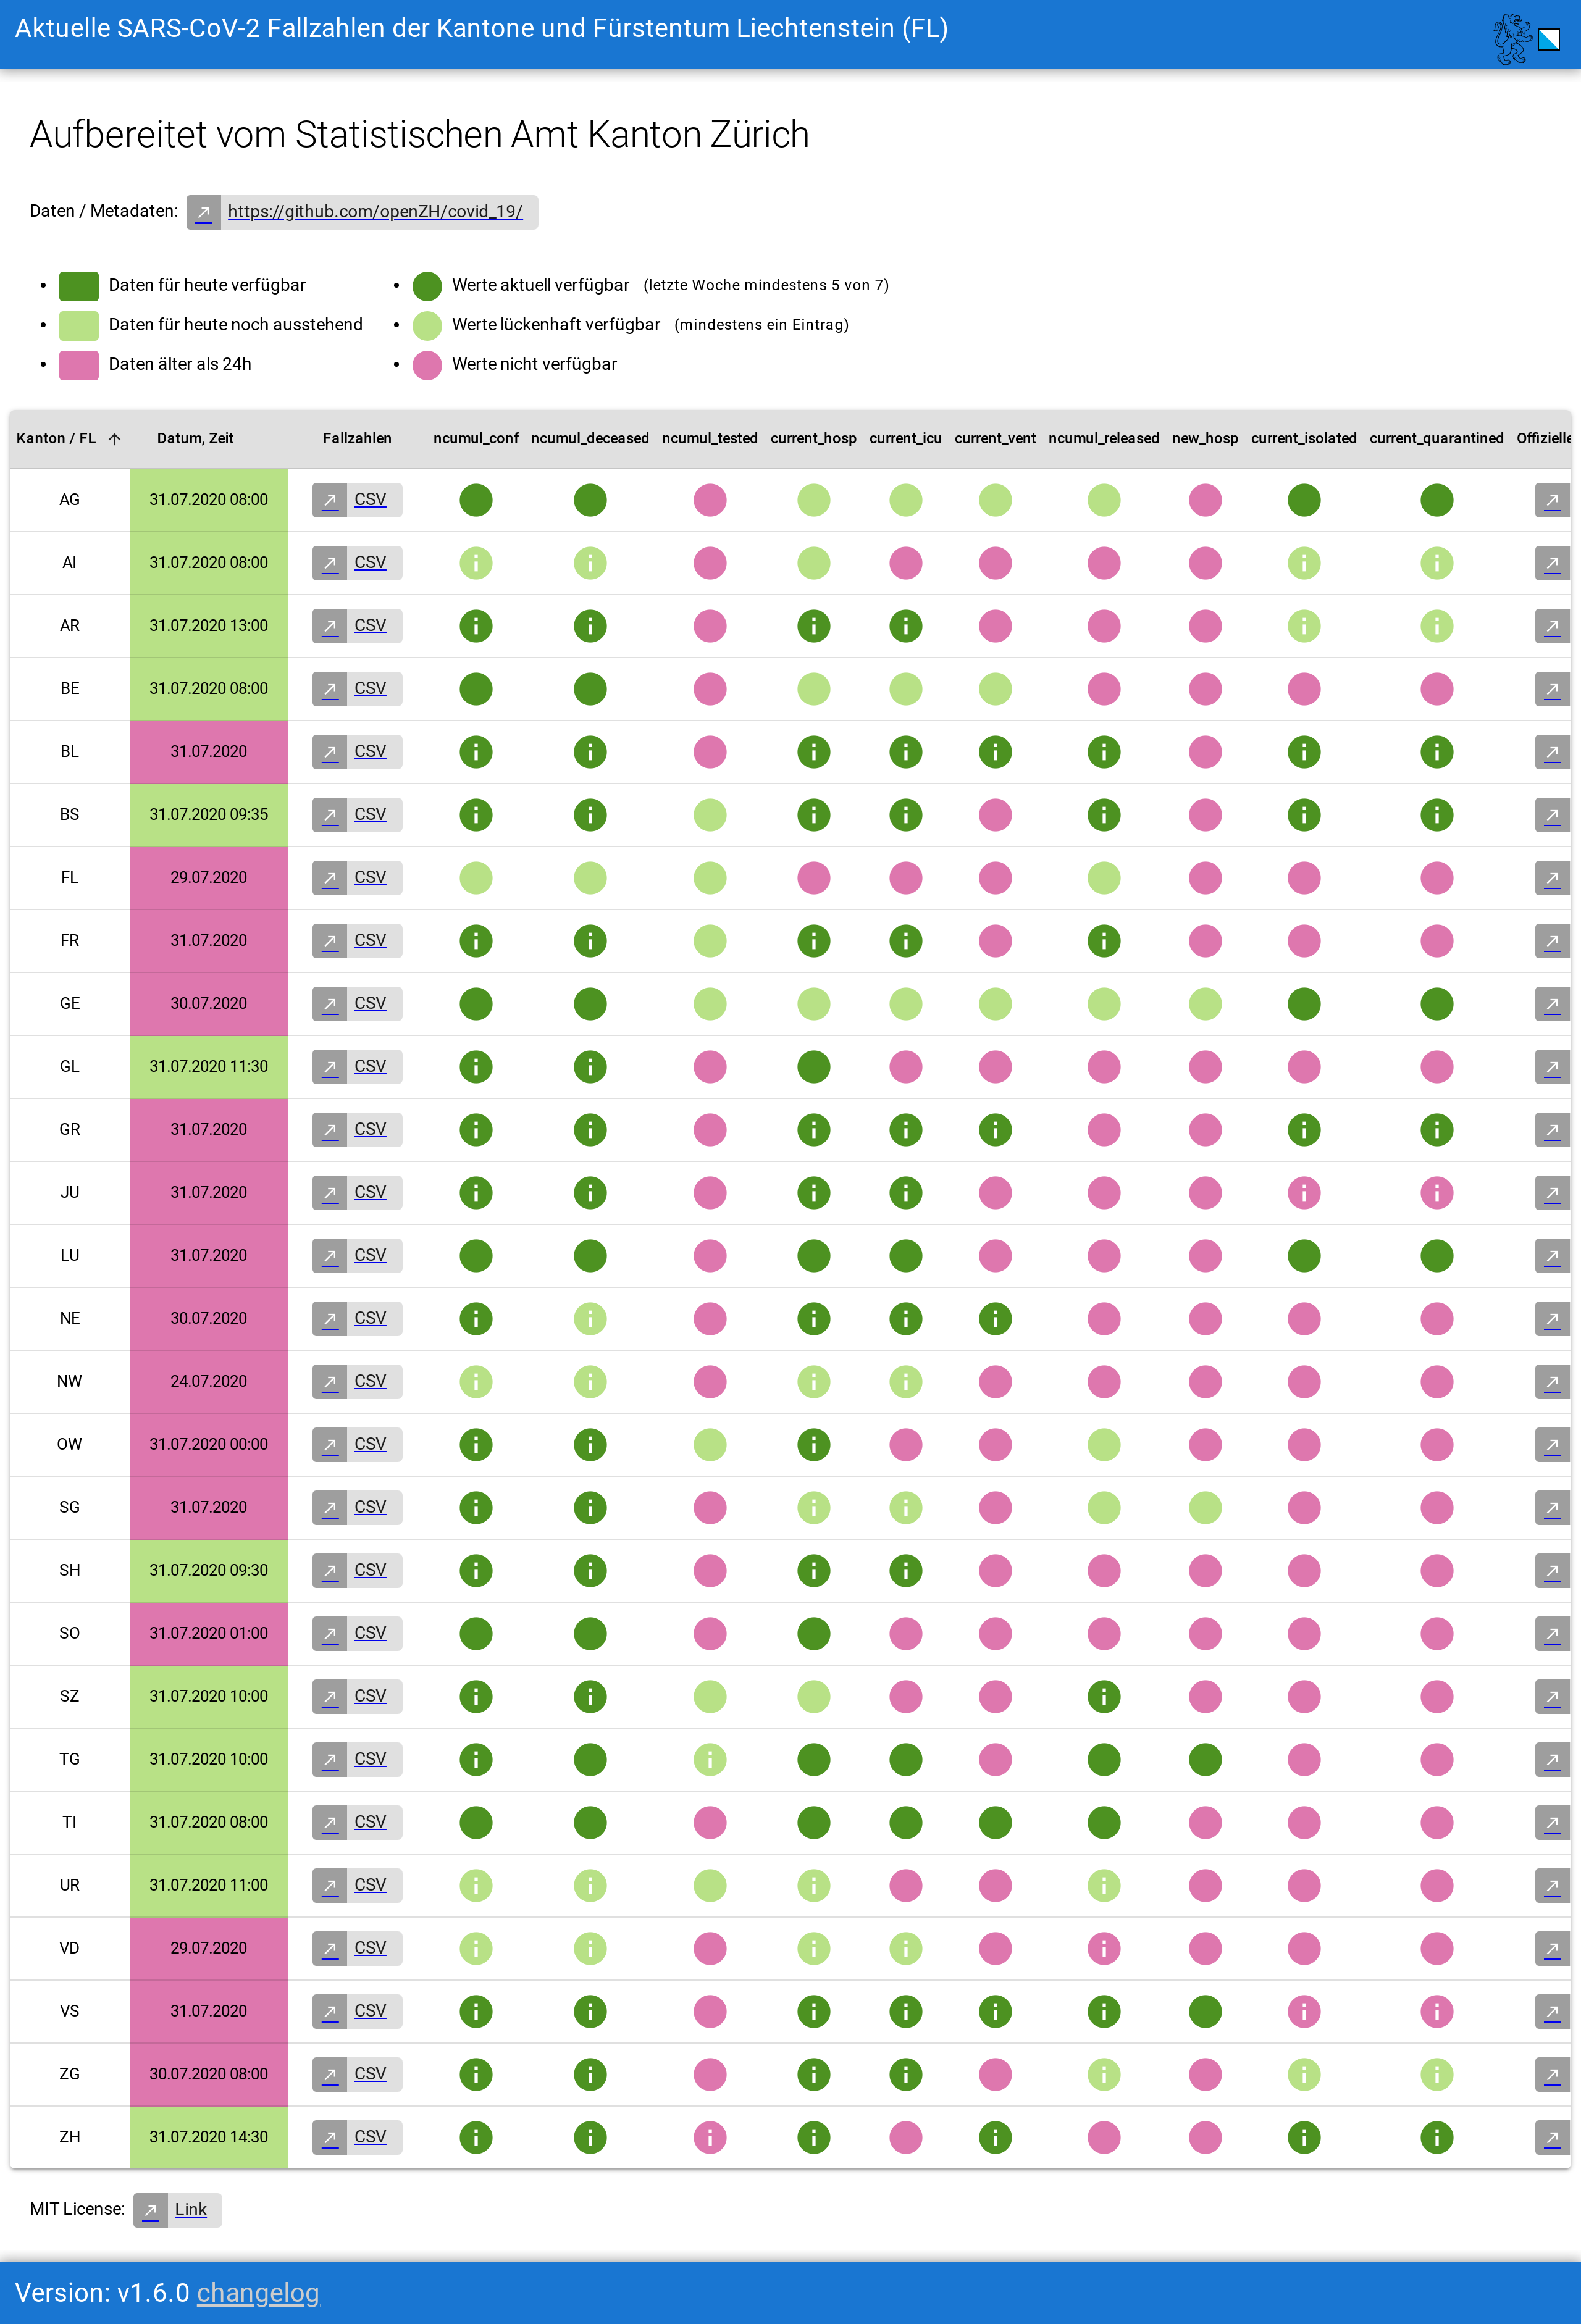 Aktuelle SARS-CoV-2 Fallzahlen der Kantone und Fürstentum Liechtenstein (FL)
Aufbereitet vom Statistischen Amt Kanton Zürich
Daten / Metadaten: https://github.com/openZH/covid_19/
Daten für heute verfügbar
Daten für heute noch ausstehend
Daten älter als 24h
Werte aktuell verfügbar (letzte Woche mindestens 5 von 7)
Werte lückenhaft verfügbar (mindestens ein Eintrag)
Werte nicht verfügbar
Kanton / FL Datum, Zeit Fallzahlen ncumul_conf ncumul_deceased ncumul_tested current_hosp current_icu current_vent ncumul_released new_hosp current_isolated current_quarantined Offizielle
AG 31.07.2020 08:00 CSV
AI 31.07.2020 08:00 CSV
AR 31.07.2020 13:00 CSV
BE 31.07.2020 08:00 CSV
BL 31.07.2020 CSV
BS 31.07.2020 09:35 CSV
FL 29.07.2020 CSV
FR 31.07.2020 CSV
GE 30.07.2020 CSV
GL 31.07.2020 11:30 CSV
GR 31.07.2020 CSV
JU 31.07.2020 CSV
LU 31.07.2020 CSV
NE 30.07.2020 CSV
NW 24.07.2020 CSV
OW 31.07.2020 00:00 CSV
SG 31.07.2020 CSV
SH 31.07.2020 09:30 CSV
SO 31.07.2020 01:00 CSV
SZ 31.07.2020 10:00 CSV
TG 31.07.2020 10:00 CSV
TI 31.07.2020 08:00 CSV
UR 31.07.2020 11:00 CSV
VD 29.07.2020 CSV
VS 31.07.2020 CSV
ZG 30.07.2020 08:00 CSV
ZH 31.07.2020 14:30 CSV
MIT License: Link
Version: v1.6.0 changelog